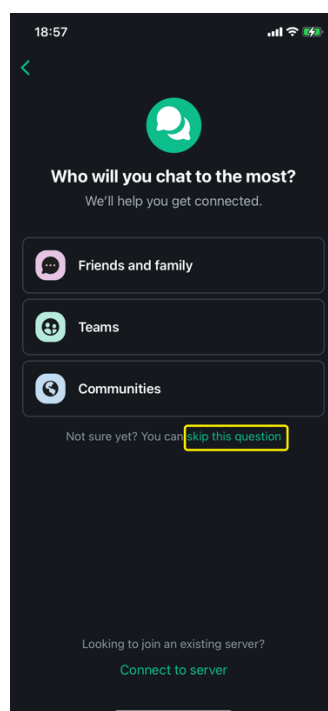 18:57
Who will you chat to the most?
We'll help you get connected.
Friends and family
Teams
Communities
Not sure yet? You can skip this question
Looking to join an existing server?
Connect to server